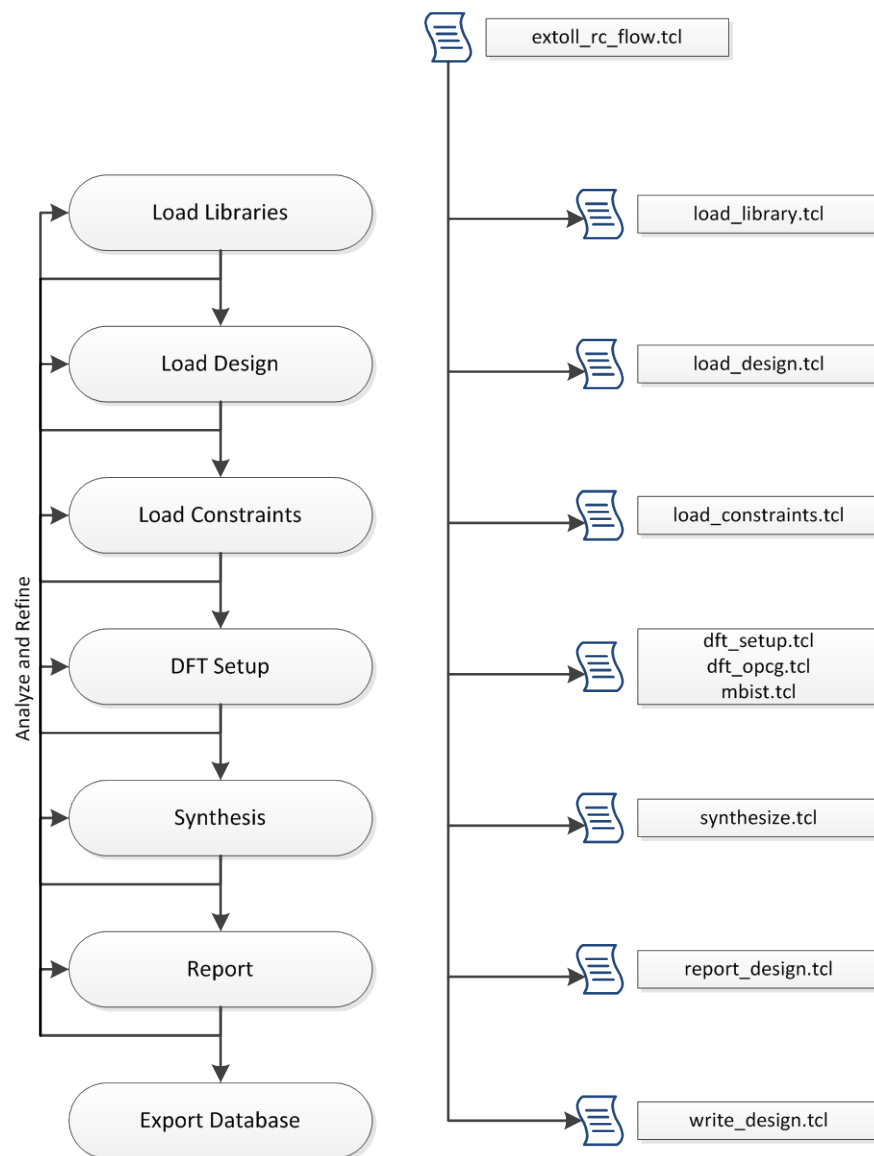 extoll_rc_flow.tcl
Load Libraries
load_library.tcl
Load Design
load_design.tcl
Load Constraints
load_constraints.tcl
Analyze and Refine
DFT Setup
dft_setup.tcl
dft_opcg.tcl
mbist.tcl
Synthesis
synthesize.tcl
Report
report_design.tcl
Export Database
write_design.tcl